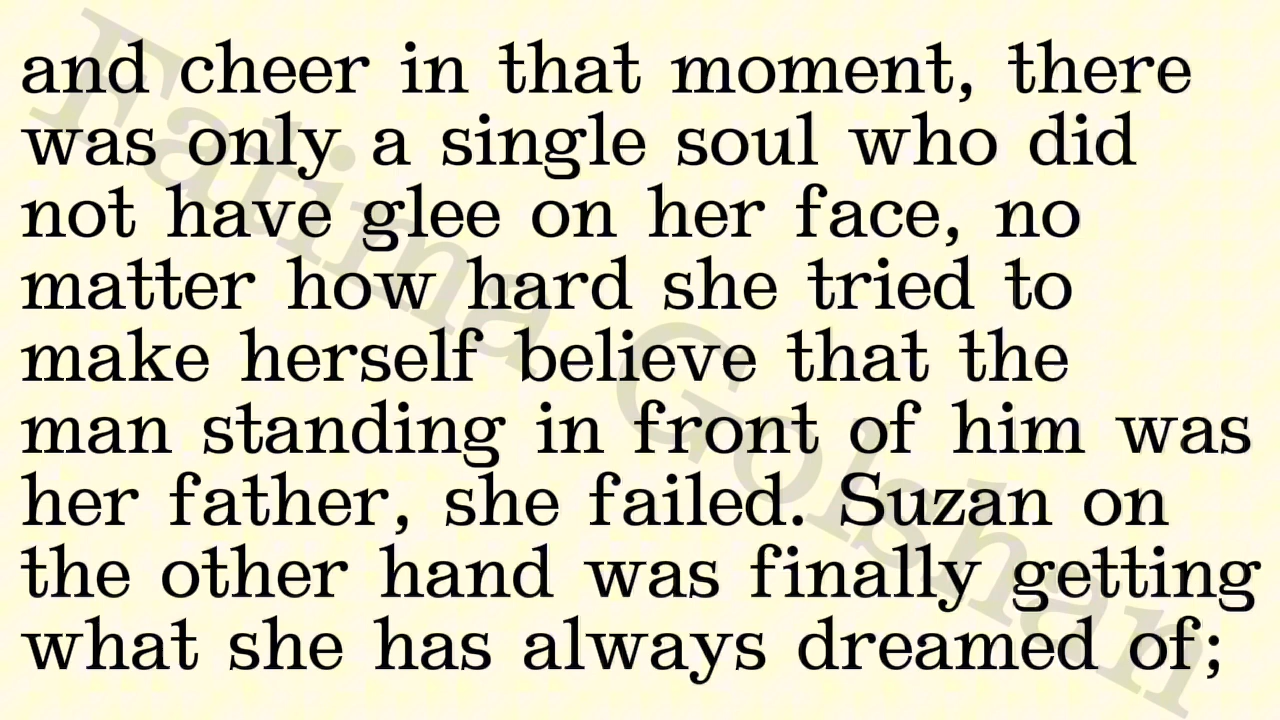 and cheer in that moment, there
was only a single soul who did
not have glee on her face, no
matter how hard she tried to
make herself believe that the
man standing in front of him was
her father, she failed. Suzan on
the other hand was finally getting
what she has always dreamed of;
Fatima Golshan